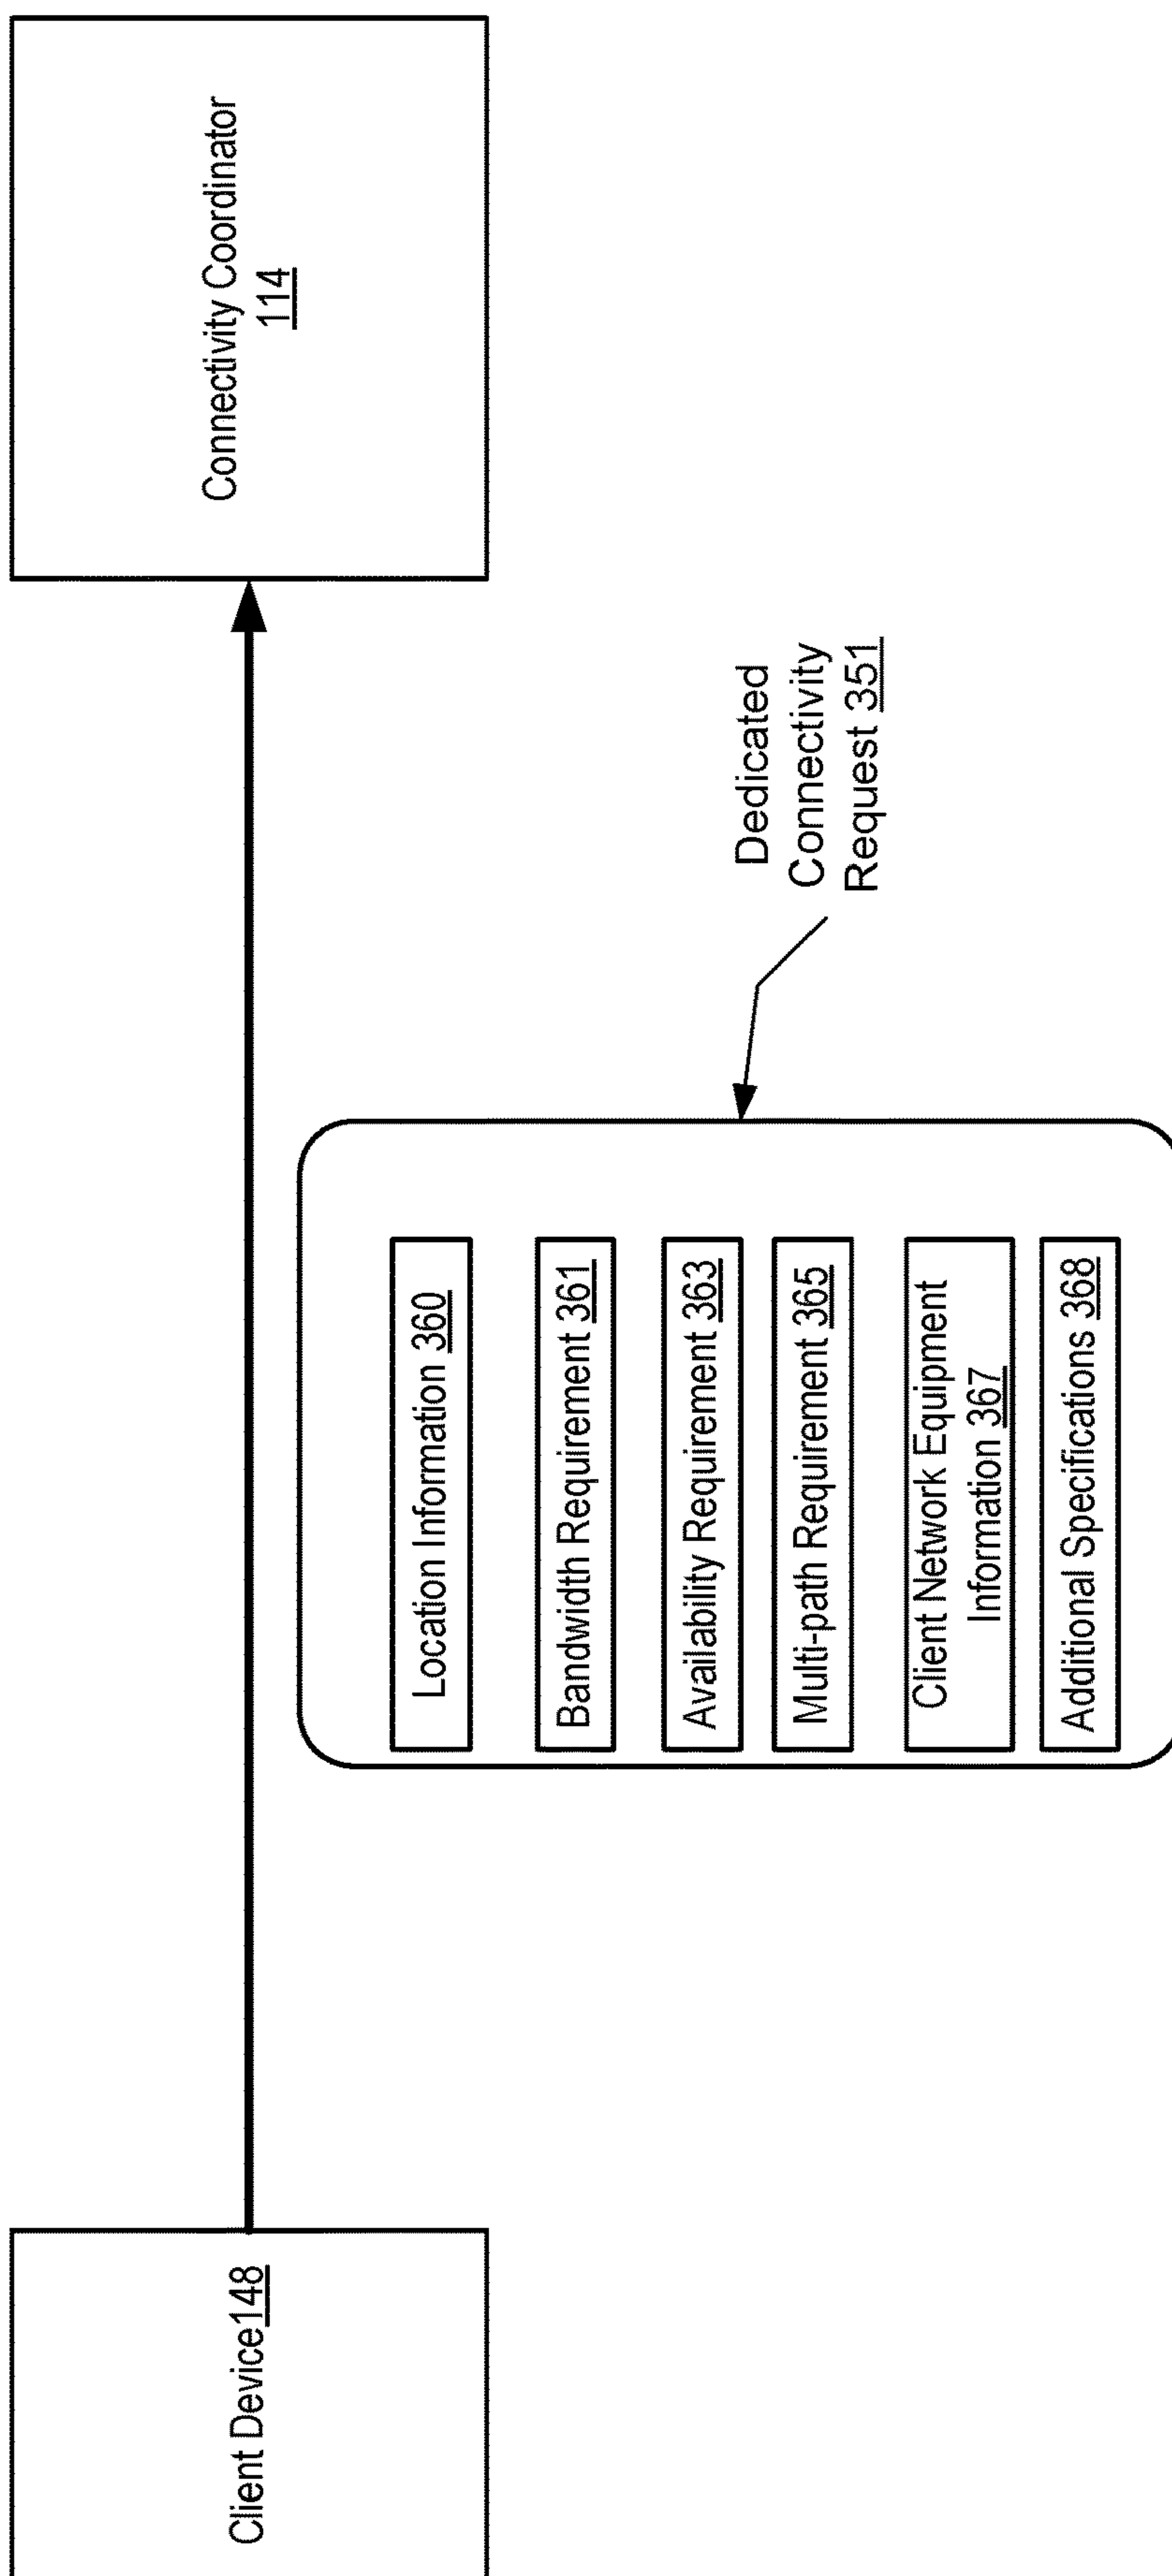 Client Device148
Connectivity Coordinator
114
Dedicated
Connectivity
Request 351
Location Information 360
Bandwidth Requirement 361
Availability Requirement 363
Multi-path Requirement 365
Client Network Equipment
Information 367
Additional Specifications 368